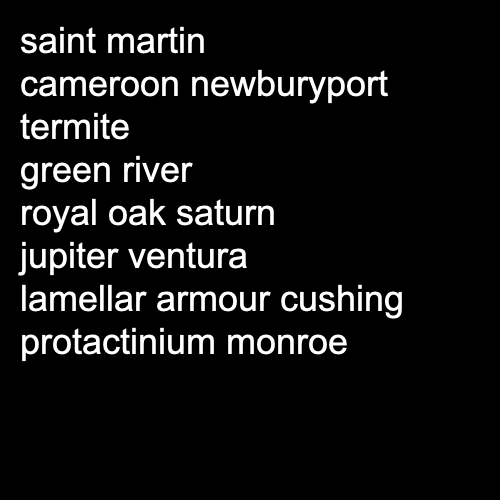 saint martin
cameroon newburyport
termite
green river
royal oak saturn
jupiter ventura
lamellar armour cushing
protactinium monroe